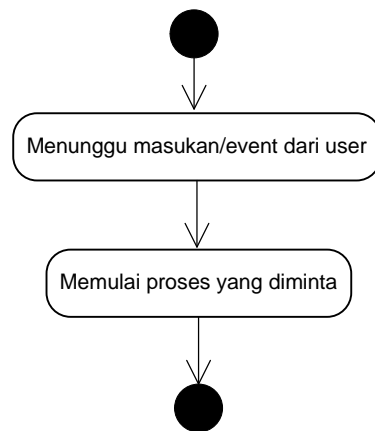 Menunggu masukan/event dari user
Memulai proses yang diminta